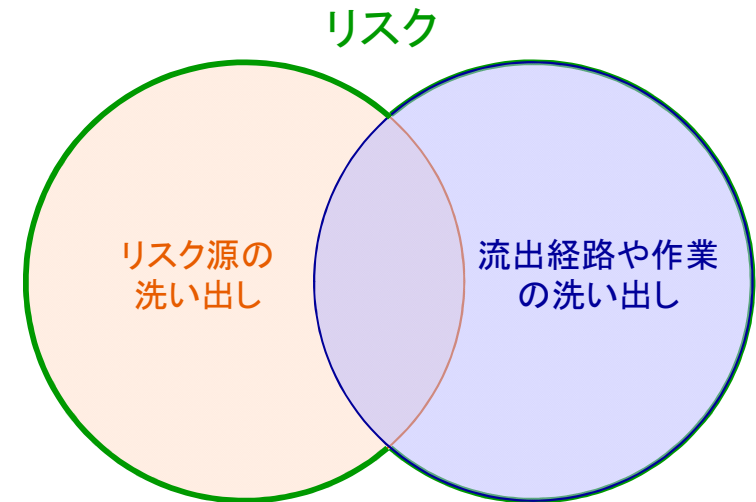 リスク
リスク源の
洗い出し
流出経路や作業
の洗い出し